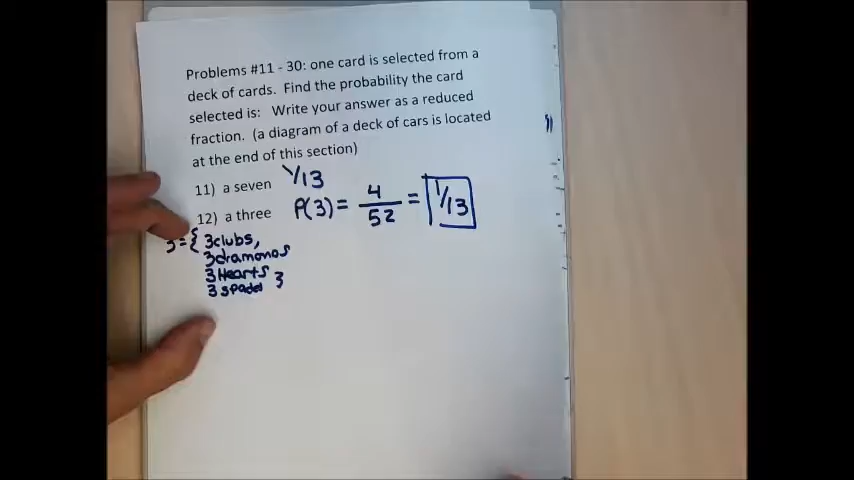 Problems #11 - 30: one card is selected from a
deck of cards. Find the probability the card
selected is: Write your answer as a reduced
fraction. (a diagram of a deck of cars is located
at the end of this section)
11) a seven 1/13
12) a three P(3) = 4/52 = 1/13
3 = { 3clubs,
3diamonds
3Hearts
3 spades }